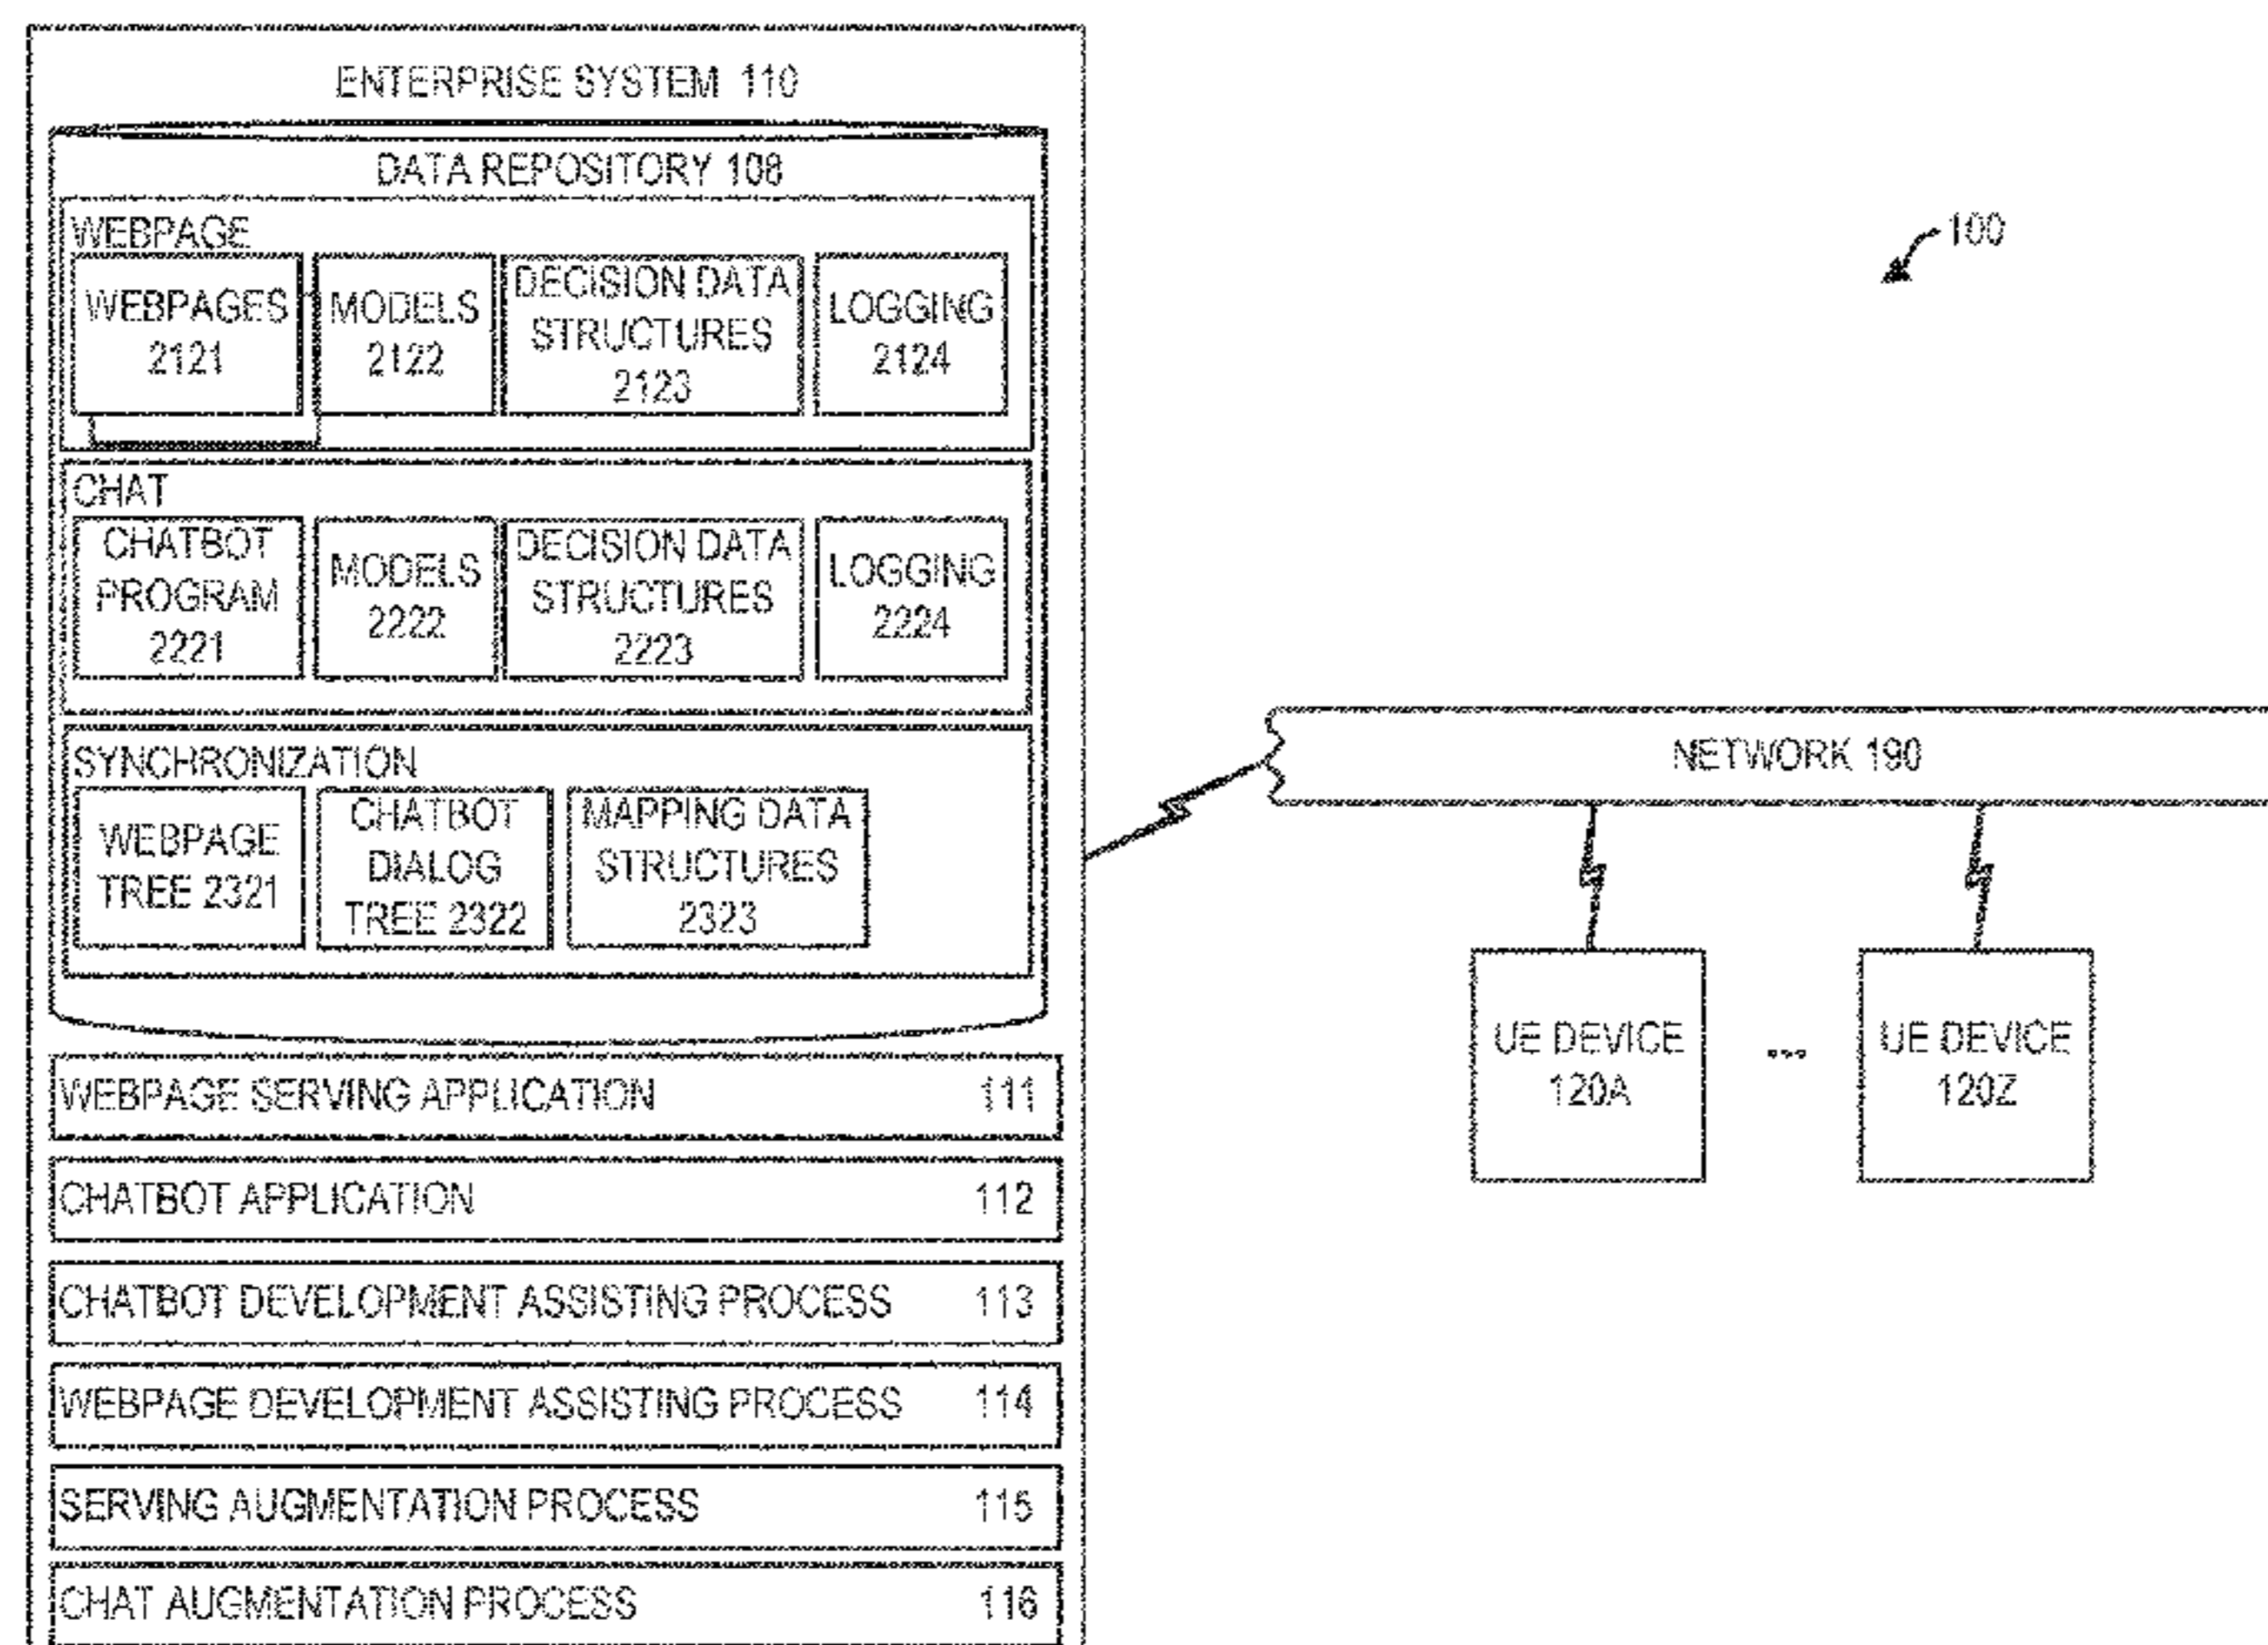 ENTERPRISE SYSTEM 110
DATA REPOSITORY 108
WEBPAGE
WEBPAGES
2121
MODELS
2122
DECISION DATA
STRUCTURES
2123
LOGGING
2124
CHAT
CHATBOT
PROGRAM
2221
MODELS
2222
DECISION DATA
STRUCTURES
2223
LOGGING
2224
SYNCHRONIZATION
WEBPAGE
TREE 2321
CHATBOT
DIALOG
TREE 2322
MAPPING DATA
STRUCTURES
2323
WEBPAGE SERVING APPLICATION 111
CHATBOT APPLICATION 112
CHATBOT DEVELOPMENT ASSISTING PROCESS 113
WEBPAGE DEVELOPMENT ASSISTING PROCESS 114
SERVING AUGMENTATION PROCESS 115
CHAT AUGMENTATION PROCESS 116
100
NETWORK 190
UE DEVICE
120A
...
UE DEVICE
120Z